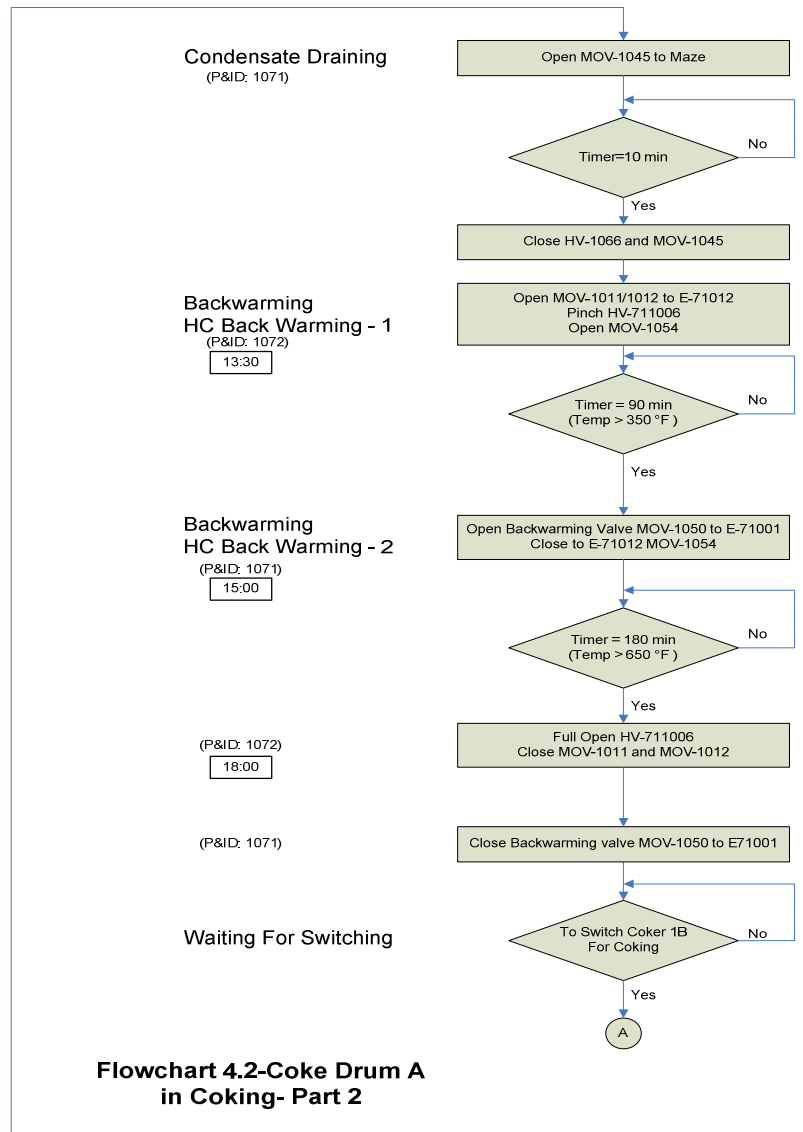 Condensate Draining
(P&ID: 1071)
Open MOV-1045 to Maze
Timer=10 min
No
Yes
Close HV-1066 and MOV-1045
Backwarming
HC Back Warming - 1
(P&ID: 1072)
13:30
Open MOV-1011/1012 to E-71012
Pinch HV-711006
Open MOV-1054
Timer = 90 min
(Temp > 350 °F )
No
Yes
Backwarming
HC Back Warming - 2
(P&ID: 1071)
15:00
Open Backwarming Valve MOV-1050 to E-71001
Close to E-71012 MOV-1054
Timer = 180 min
(Temp > 650 °F )
No
Yes
(P&ID: 1072)
18:00
Full Open HV-711006
Close MOV-1011 and MOV-1012
(P&ID: 1071)
Close Backwarming valve MOV-1050 to E71001
Waiting For Switching
To Switch Coker 1B
For Coking
No
Yes
A
Flowchart 4.2-Coke Drum A
in Coking- Part 2